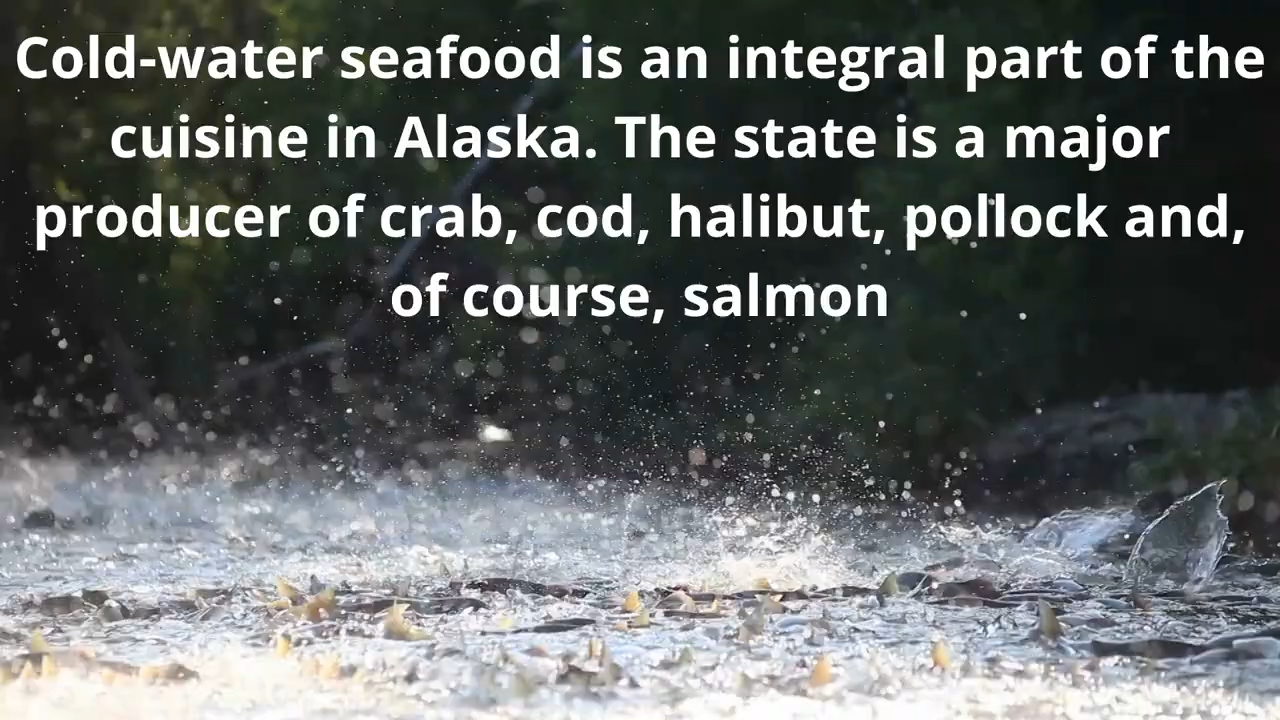 Cold-water seafood is an integral part of the
cuisine in Alaska. The state is a major
producer of crab, cod, halibut, pollock and,
of course, salmon